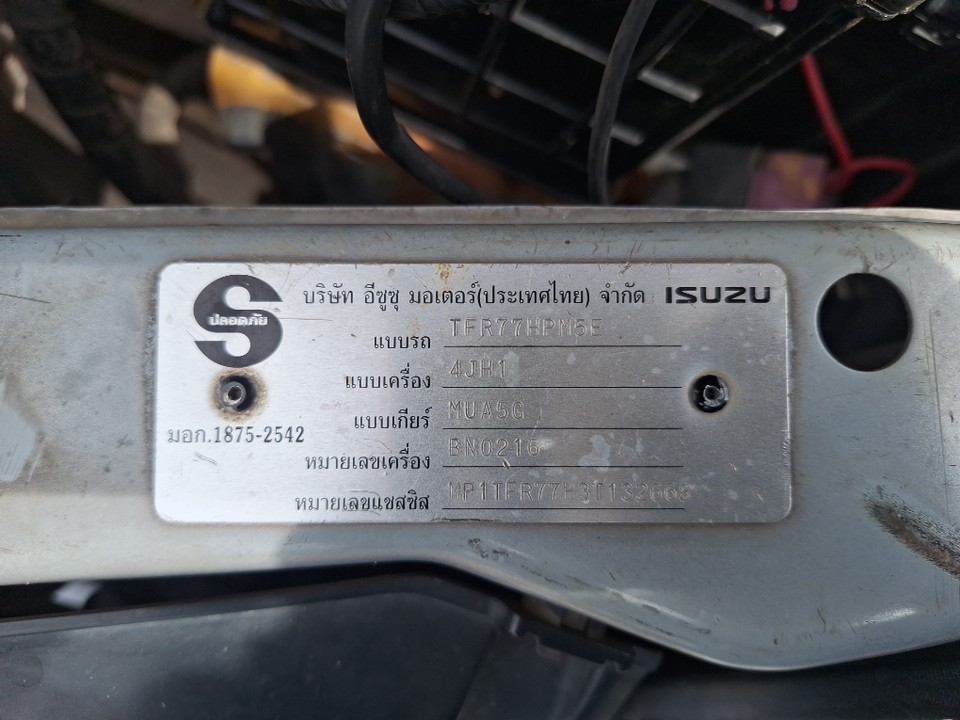 ปลอดภัย
บริษัท อีซูซุ มอเตอร์(ประเทศไทย) จำกัด ISUZU
แบบรถ TFR77HPM5E
แบบเครื่อง 4JH1
แบบเกียร์ MUA5G
มอก.1875-2542
หมายเลขเครื่อง BN0216
หมายเลขแชสซิส